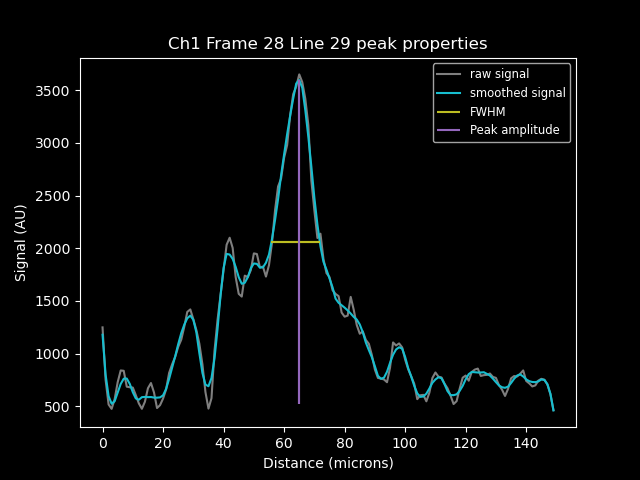 Ch1 Frame 28 Line 29 peak properties
raw signal
smoothed signal
FWHM
Peak amplitude
3500
3000
2500
2000
1500
1000
500
Signal (AU)
0 20 40 60 80 100 120 140
Distance (microns)